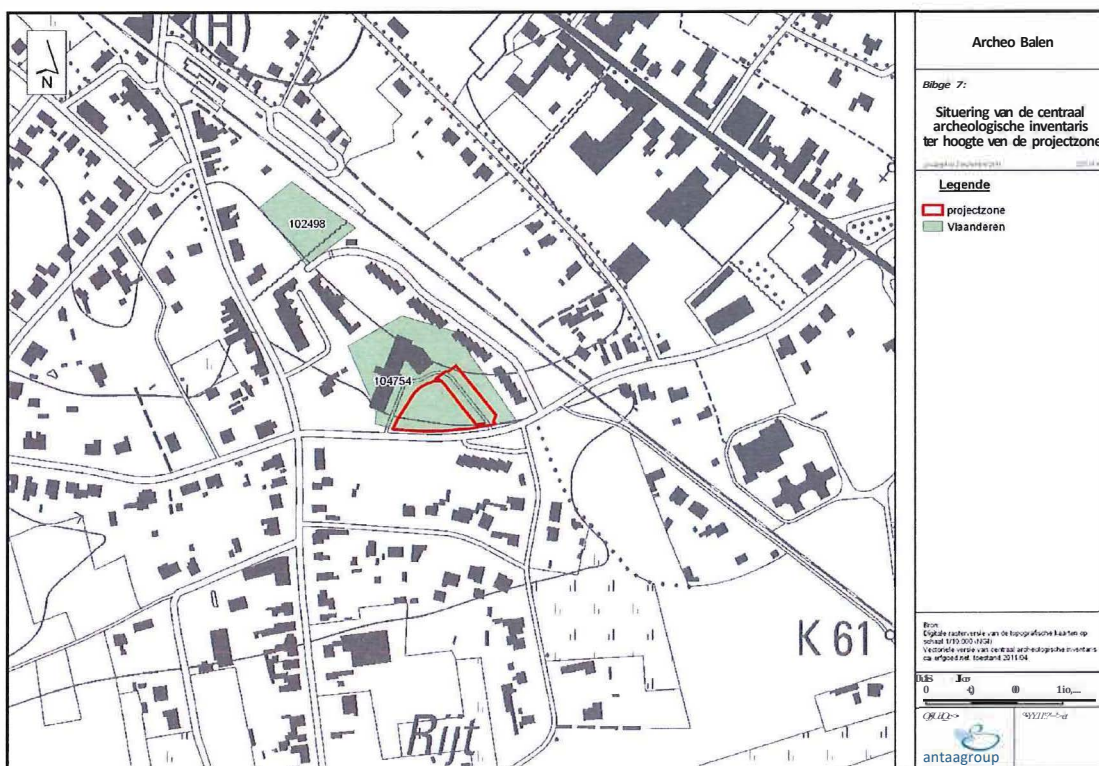 (H)
N
102498
104754
K 61
Rijt
Archeo Balen
Bibge 7:
Situering van de centraal
archeologische inventaris
ter hoogte ven de projectzone
Legende
projectzone
Vlaanderen
Bron:
Digitale rasterversie van de topografische kaarten op
schaal 1/10.000 (NGI)
Vectoriele versie van centraal archeologische inventaris
cai.erfgoed.net, toestand 2011/04
0
antaagroup